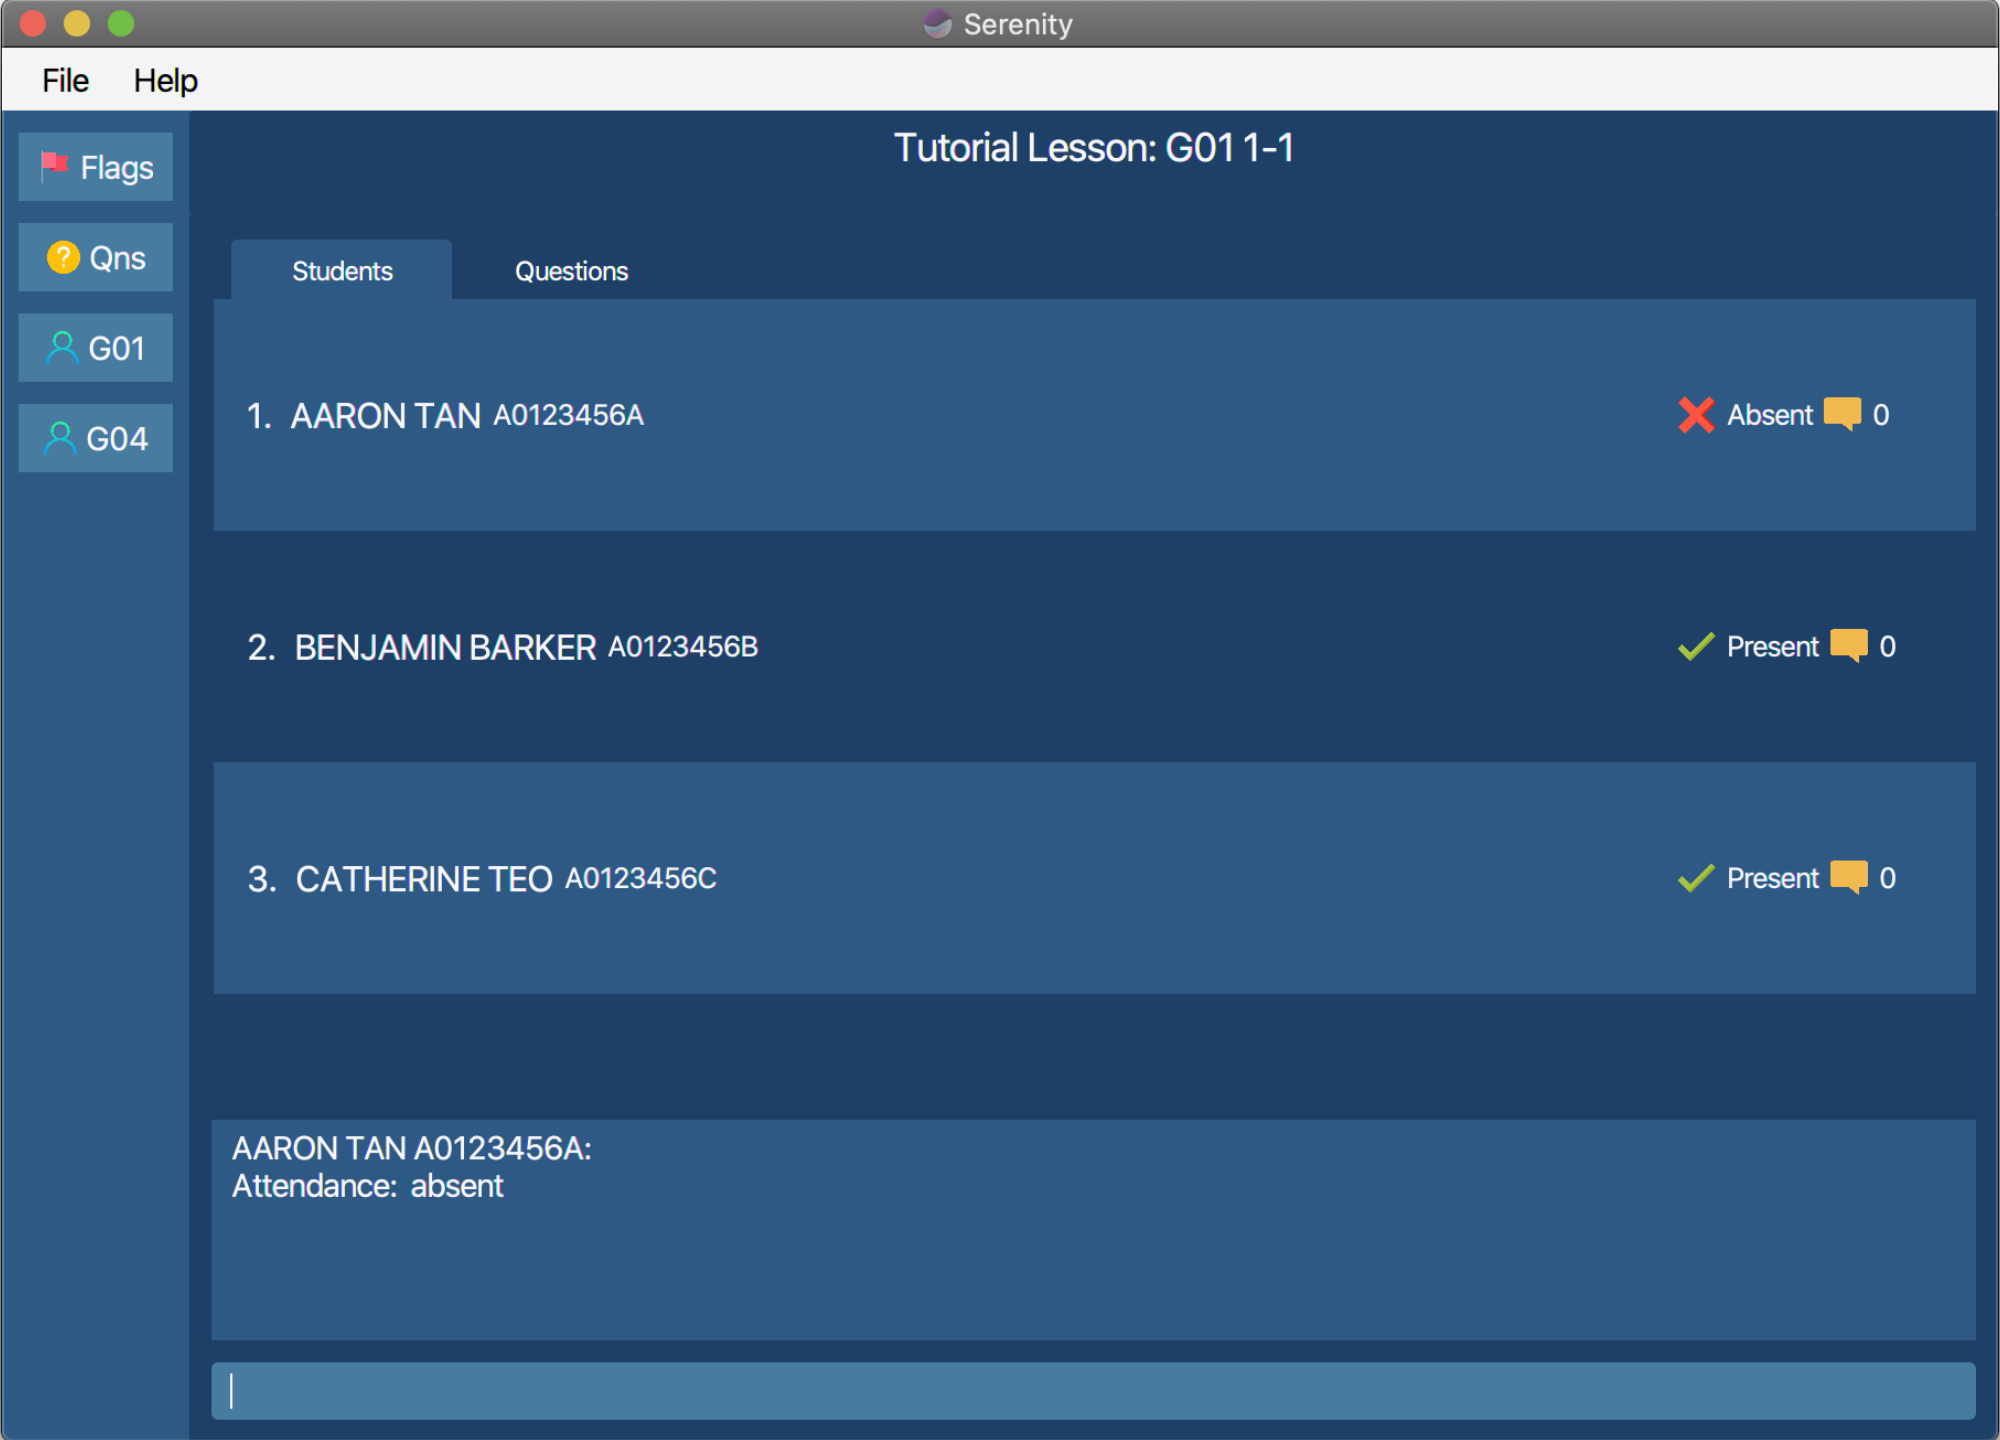 Serenity
File Help
Flags
Qns
G01
G04
Tutorial Lesson: G01 1-1
Students Questions
1. AARON TAN A0123456A Absent 0
2. BENJAMIN BARKER A0123456B Present 0
3. CATHERINE TEO A0123456C Present 0
AARON TAN A0123456A:
Attendance: absent